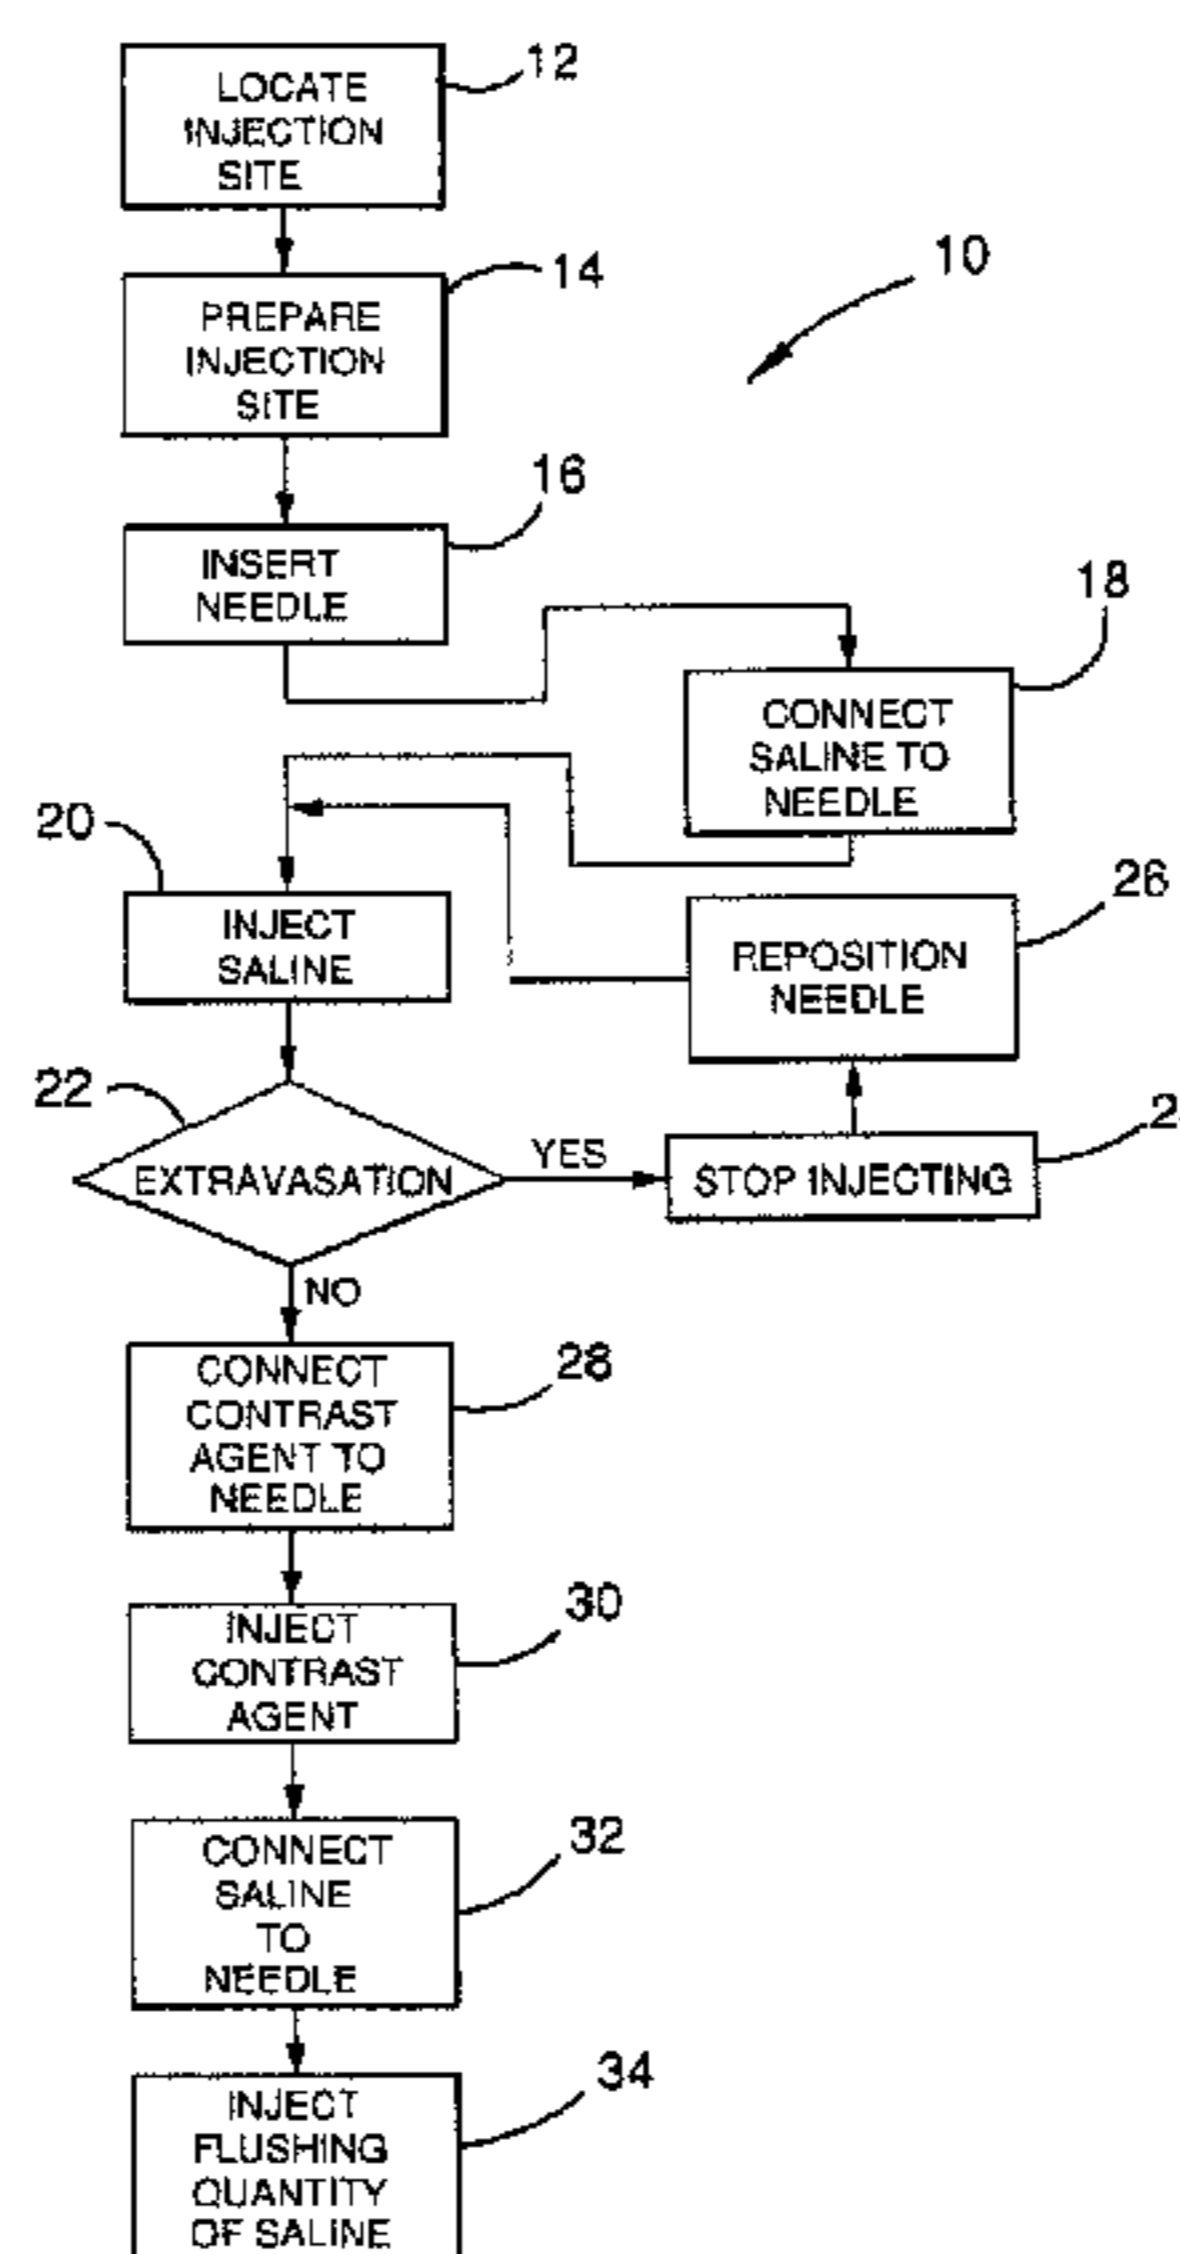 12
LOCATE
INJECTION
SITE
10
14
PREPARE
INJECTION
SITE
16
INSERT
NEEDLE
18
CONNECT
SALINE TO
NEEDLE
20
INJECT
SALINE
26
REPOSITION
NEEDLE
22
EXTRAVASATION
YES
STOP INJECTING
NO
28
CONNECT
CONTRAST
AGENT TO
NEEDLE
30
INJECT
CONTRAST
AGENT
32
CONNECT
SALINE
TO
NEEDLE
34
INJECT
FLUSHING
QUANTITY
OF SALINE